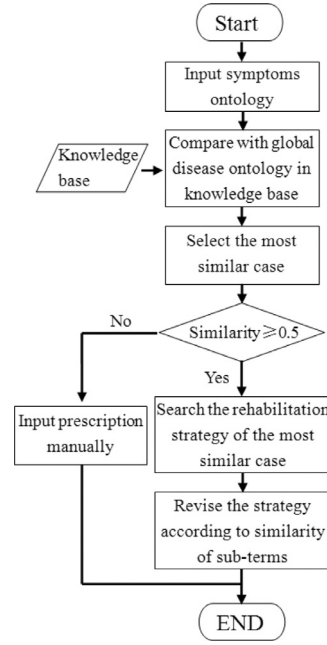 Start
Input symptoms
ontology
Knowledge
base
Compare with global
disease ontology in
knowledge base
Select the most
similar case
Similarity≥0.5
No
Yes
Input prescription
manually
Search the rehabilitation
strategy of the most
similar case
Revise the strategy
according to similarity
of sub-terms
END